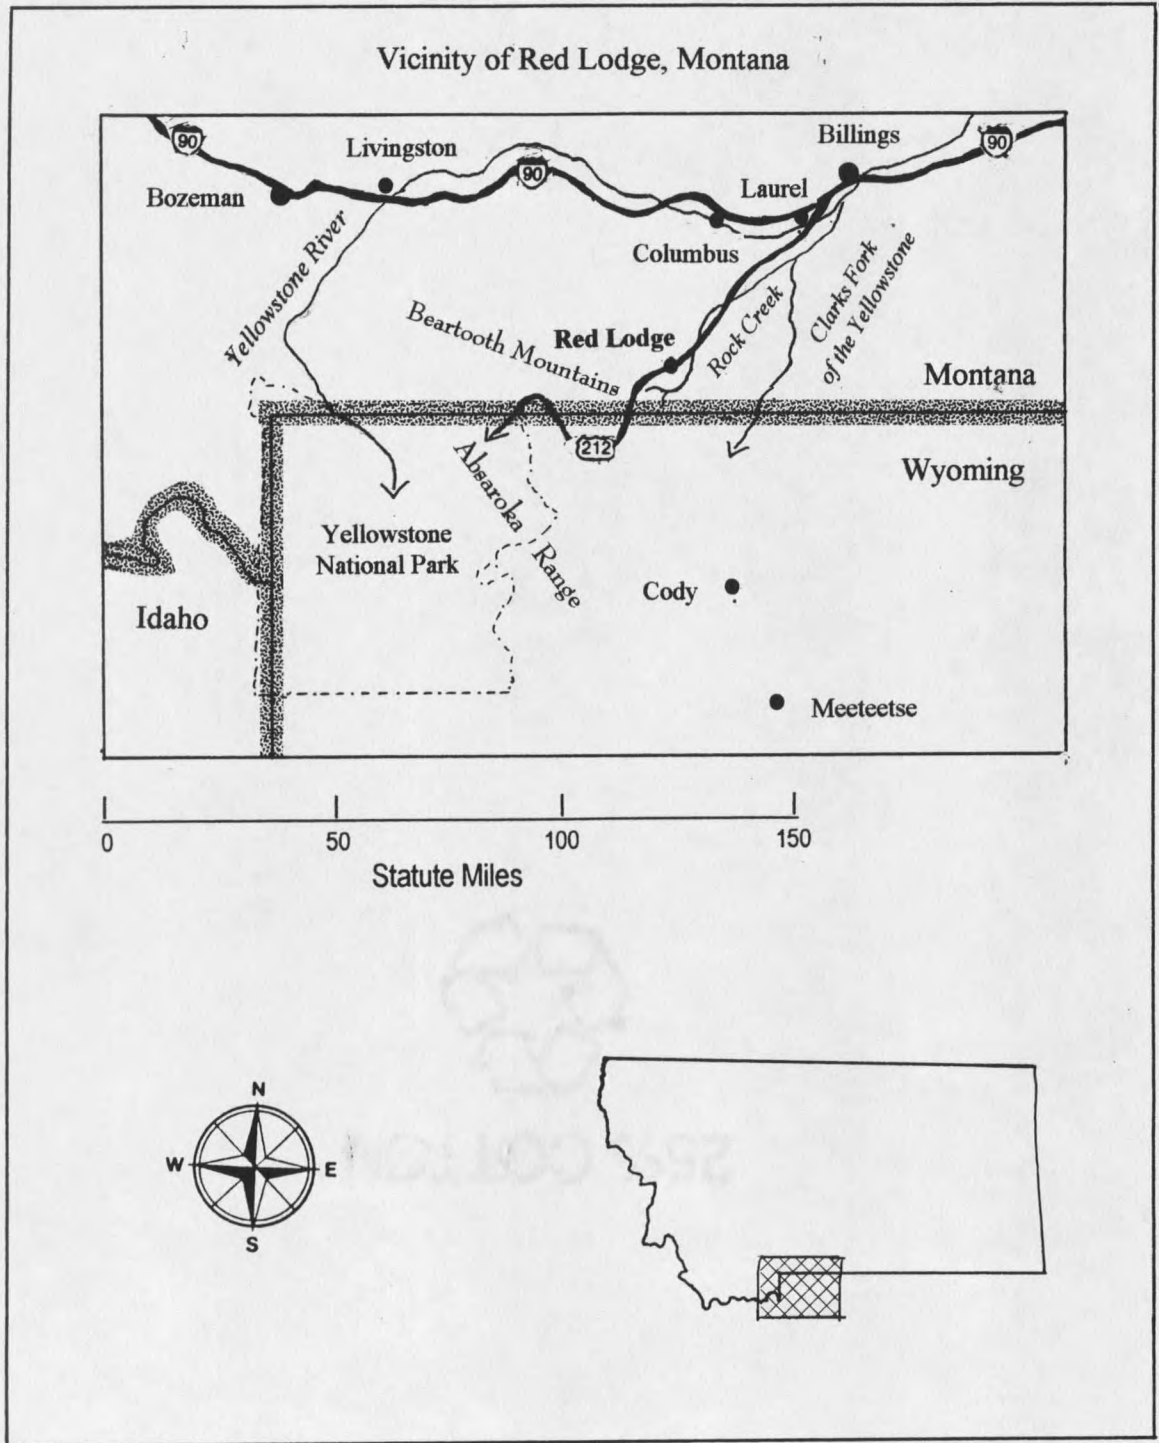 Vicinity of Red Lodge, Montana
90
Livingston
Billings
90
90
Bozeman
Laurel
Columbus
Yellowstone River
Clarks Fork
of the Yellowstone
Beartooth Mountains
Red Lodge
Rock Creek
Montana
212
Wyoming
Absaroka Range
Yellowstone
National Park
Cody
Idaho
Meeteetse
0 50 100 150
Statute Miles
N
W E
S
25% COTTON